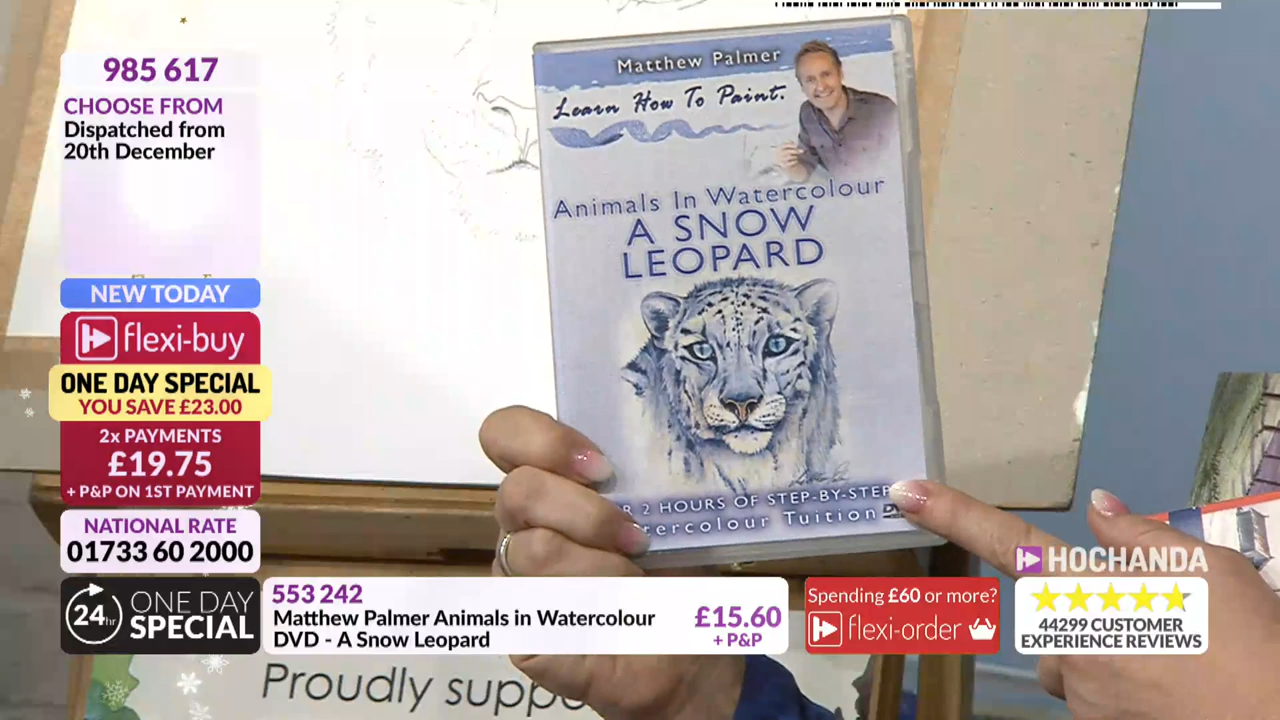 985 617
CHOOSE FROM
Dispatched from
20th December
NEW TODAY
flexi-buy
ONE DAY SPECIAL
YOU SAVE £23.00
2x PAYMENTS
£19.75
+ P&P ON 1ST PAYMENT
NATIONAL RATE
01733 60 2000
24hr
ONE DAY
SPECIAL
553 242
Matthew Palmer Animals in Watercolour
DVD - A Snow Leopard
£15.60
+ P&P
Spending £60 or more?
flexi-order
HOCHANDA
44299 CUSTOMER
EXPERIENCE REVIEWS
Matthew Palmer
Learn How To Paint.
Animals In Watercolour
A SNOW
LEOPARD
2 HOURS OF STEP-BY-STEP
Tuition
Proudly